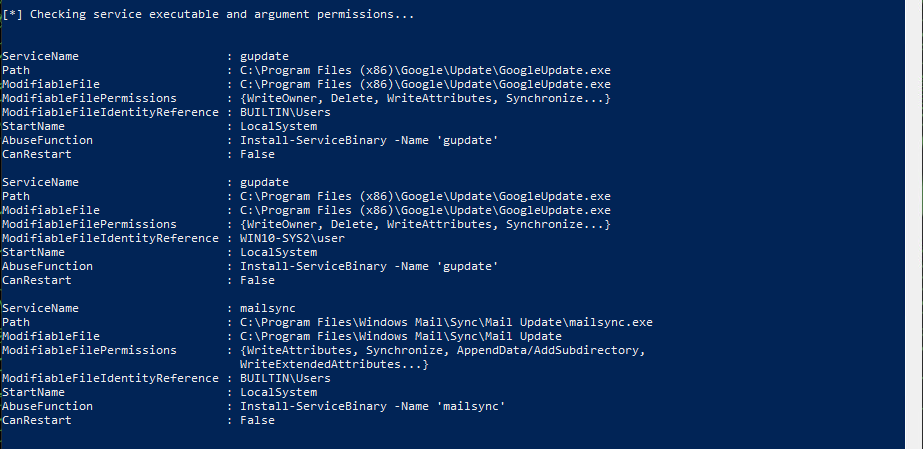 [*] Checking service executable and argument permissions...
ServiceName : gupdate
Path : C:\Program Files (x86)\Google\Update\GoogleUpdate.exe
ModifiableFile : C:\Program Files (x86)\Google\Update\GoogleUpdate.exe
ModifiableFilePermissions : {WriteOwner, Delete, WriteAttributes, Synchronize...}
ModifiableFileIdentityReference : BUILTIN\Users
StartName : LocalSystem
AbuseFunction : Install-ServiceBinary -Name 'gupdate'
CanRestart : False
ServiceName : gupdate
Path : C:\Program Files (x86)\Google\Update\GoogleUpdate.exe
ModifiableFile : C:\Program Files (x86)\Google\Update\GoogleUpdate.exe
ModifiableFilePermissions : {WriteOwner, Delete, WriteAttributes, Synchronize...}
ModifiableFileIdentityReference : WIN10-SYS2\user
StartName : LocalSystem
AbuseFunction : Install-ServiceBinary -Name 'gupdate'
CanRestart : False
ServiceName : mailsync
Path : C:\Program Files\Windows Mail\Sync\Mail Update\mailsync.exe
ModifiableFile : C:\Program Files\Windows Mail\Sync\Mail Update
ModifiableFilePermissions : {WriteAttributes, Synchronize, AppendData/AddSubdirectory,
WriteExtendedAttributes...}
ModifiableFileIdentityReference : BUILTIN\Users
StartName : LocalSystem
AbuseFunction : Install-ServiceBinary -Name 'mailsync'
CanRestart : False